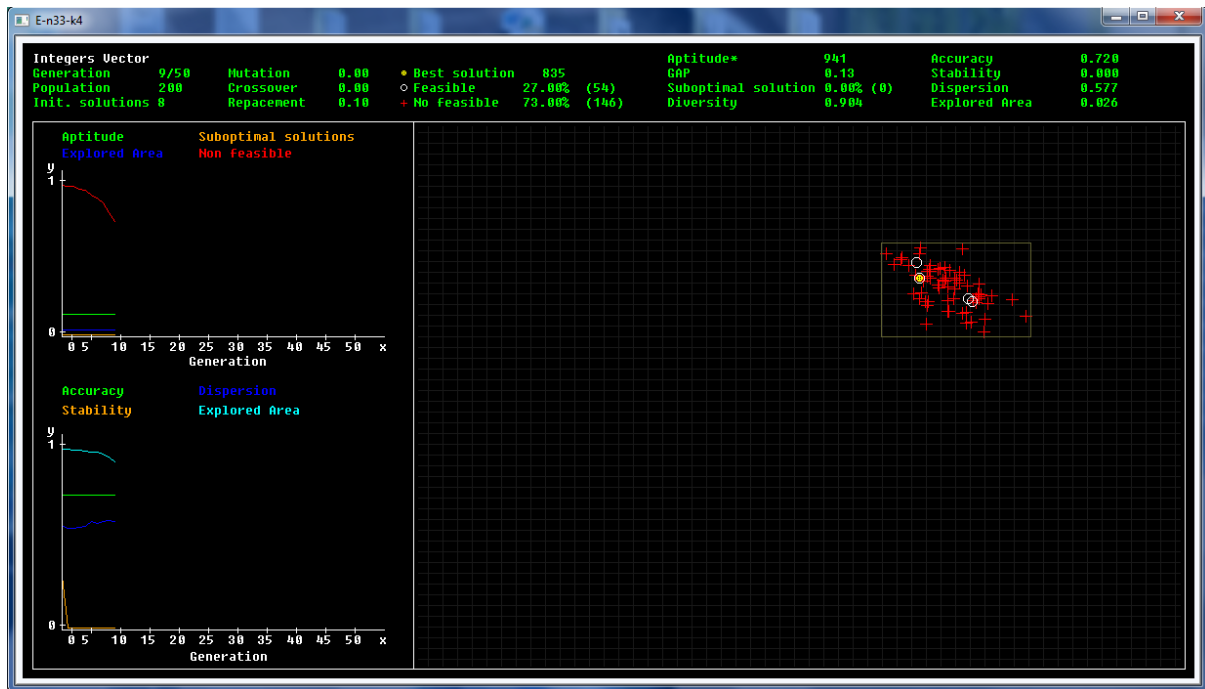 E-n33-k4
Integers Vector
Generation 9/50 Mutation 0.00 Best solution 835 Aptitude* 941 Accuracy 0.720
Population 200 Crossover 0.00 Feasible 27.00% (54) GAP 0.13 Stability 0.000
Init. solutions 8 Repacement 0.10 No feasible 73.00% (146) Suboptimal solution 0.00% (0) Dispersion 0.577
Diversity 0.904 Explored Area 0.026
Aptitude Suboptimal solutions
Explored Area Non feasible
y
1
0
0 5 10 15 20 25 30 35 40 45 50 x
Generation
Accuracy Dispersion
Stability Explored Area
y
1
0
0 5 10 15 20 25 30 35 40 45 50 x
Generation